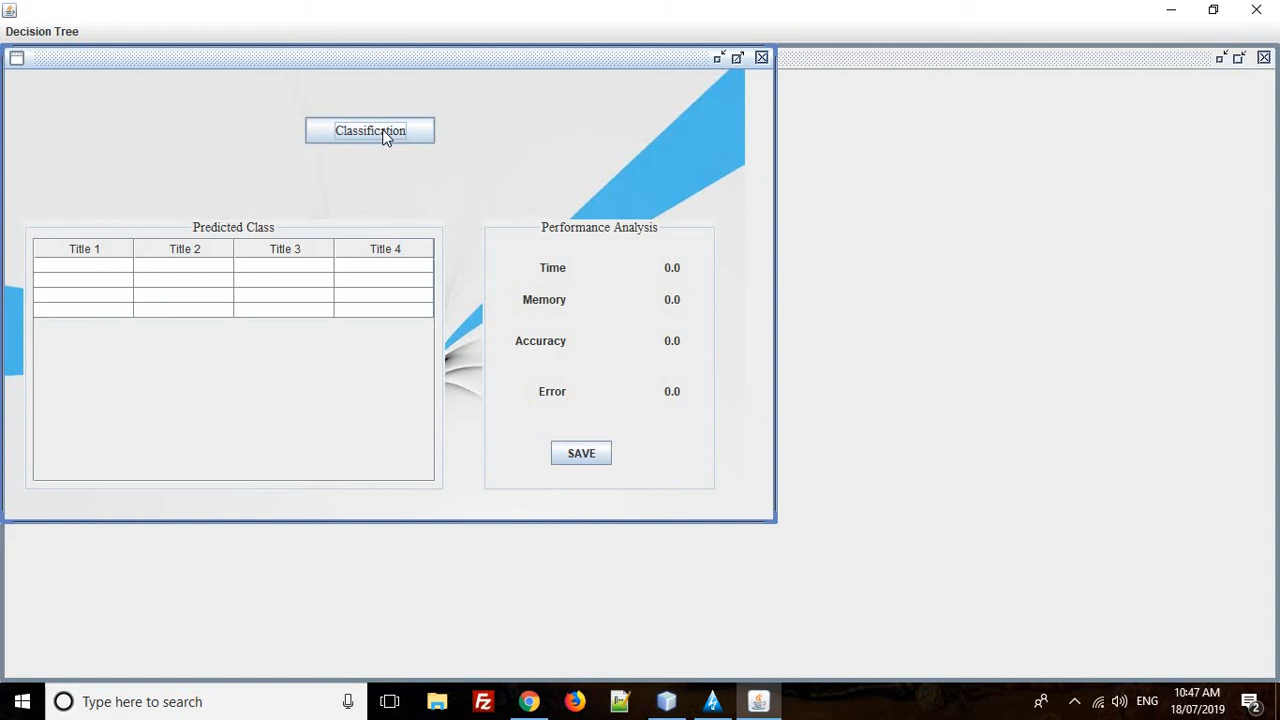 Decision Tree
Classification
Predicted Class
Title 1 Title 2 Title 3 Title 4
Performance Analysis
Time 0.0
Memory 0.0
Accuracy 0.0
Error 0.0
SAVE
Type here to search
ENG
10:47 AM
18/07/2019
2